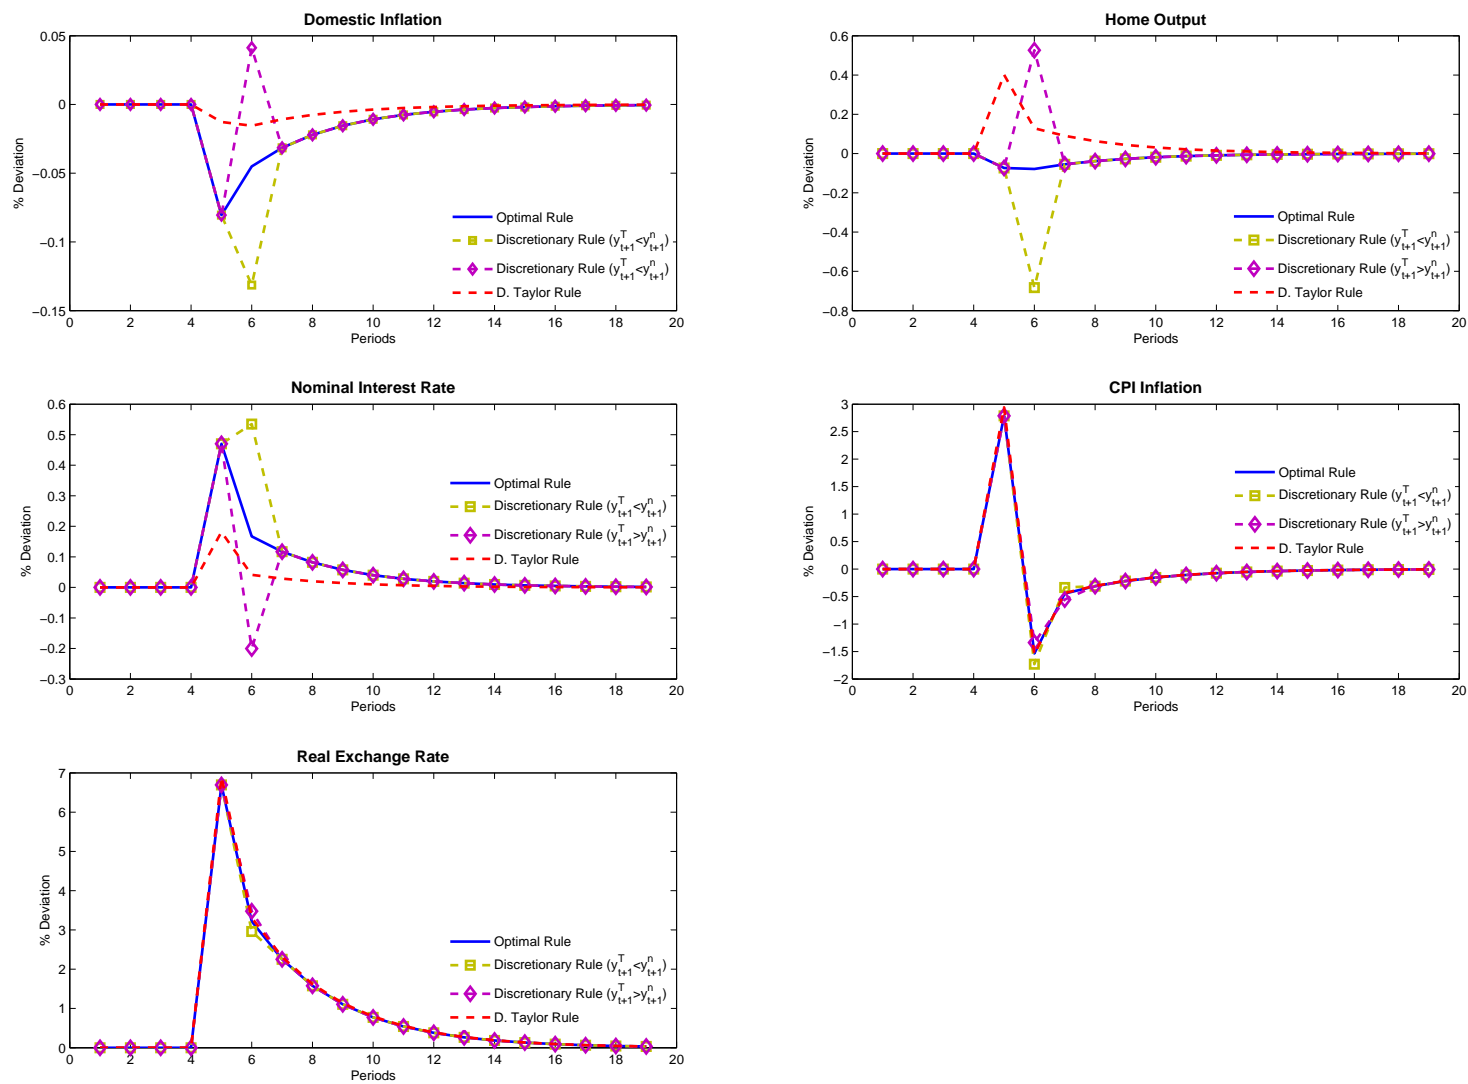 Domestic Inflation
% Deviation
0.05
0
−0.05
−0.1
−0.15
0 2 4 6 8 10 12 14 16 18 20
Periods
Optimal Rule
Discretionary Rule (y^T_{t+1}<y^n_{t+1})
Discretionary Rule (y^T_{t+1}<y^n_{t+1})
D. Taylor Rule
Home Output
% Deviation
0.6
0.4
0.2
0
−0.2
−0.4
−0.6
−0.8
0 2 4 6 8 10 12 14 16 18 20
Periods
Optimal Rule
Discretionary Rule (y^T_{t+1}<y^n_{t+1})
Discretionary Rule (y^T_{t+1}>y^n_{t+1})
D. Taylor Rule
Nominal Interest Rate
% Deviation
0.6
0.5
0.4
0.3
0.2
0.1
0
−0.1
−0.2
−0.3
0 2 4 6 8 10 12 14 16 18 20
Periods
Optimal Rule
Discretionary Rule (y^T_{t+1}<y^n_{t+1})
Discretionary Rule (y^T_{t+1}>y^n_{t+1})
D. Taylor Rule
CPI Inflation
% Deviation
3
2.5
2
1.5
1
0.5
0
−0.5
−1
−1.5
−2
0 2 4 6 8 10 12 14 16 18 20
Periods
Optimal Rule
Discretionary Rule (y^T_{t+1}<y^n_{t+1})
Discretionary Rule (y^T_{t+1}>y^n_{t+1})
D. Taylor Rule
Real Exchange Rate
% Deviation
7
6
5
4
3
2
1
0
0 2 4 6 8 10 12 14 16 18 20
Periods
Optimal Rule
Discretionary Rule (y^T_{t+1}<y^n_{t+1})
Discretionary Rule (y^T_{t+1}>y^n_{t+1})
D. Taylor Rule